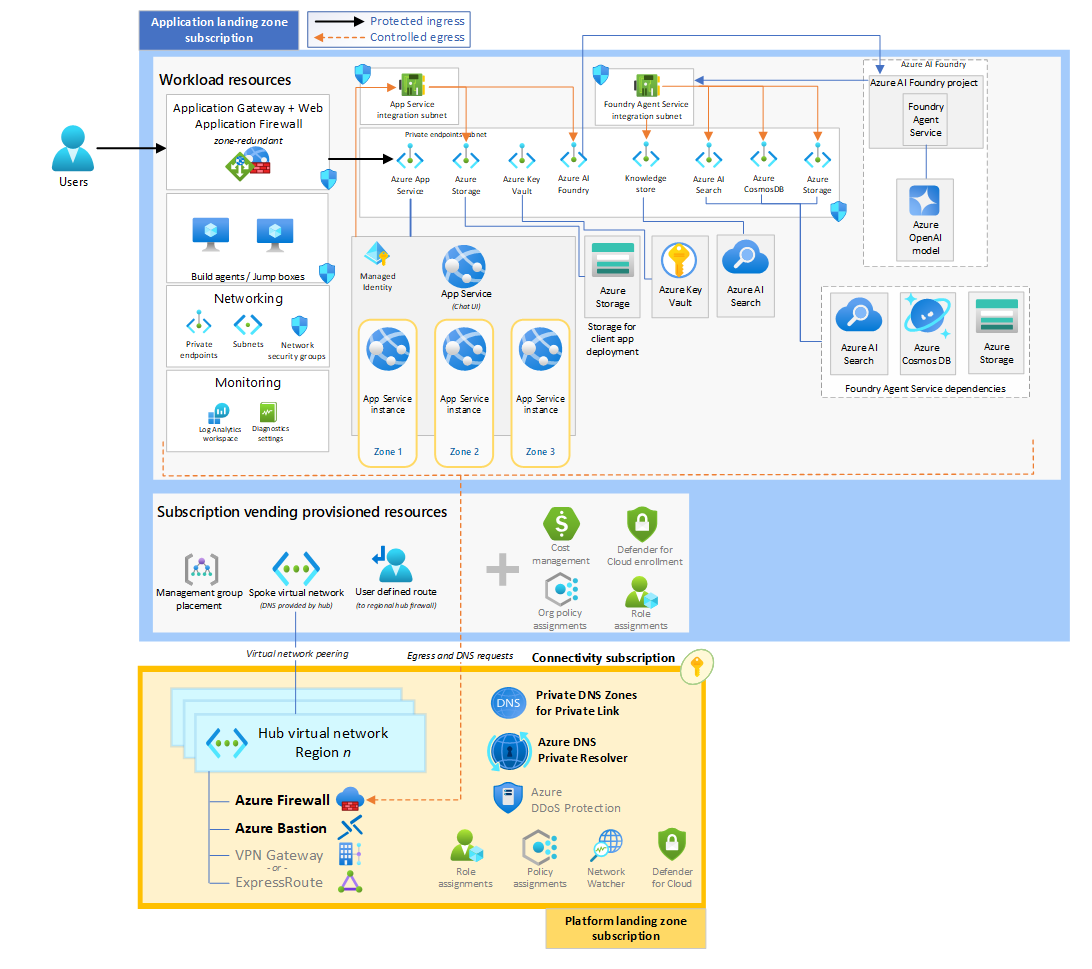 Application landing zone
subscription
Protected ingress
Controlled egress
Workload resources
Application Gateway + Web
Application Firewall
zone-redundant
Users
Build agents / Jump boxes
Networking
Private
endpoints
Subnets
Network
security groups
Monitoring
Log Analytics
workspace
Diagnostics
settings
App Service
integration subnet
Foundry Agent Service
integration subnet
Private endpoints subnet
Azure App
Service
Azure
Storage
Azure Key
Vault
Azure AI
Foundry
Knowledge
store
Azure AI
Search
Azure
CosmosDB
Azure
Storage
Azure AI Foundry
Azure AI Foundry project
Foundry
Agent
Service
Azure
OpenAI
model
Managed
Identity
App Service
(Chat UI)
App Service
instance
Zone 1
App Service
instance
Zone 2
App Service
instance
Zone 3
Azure
Storage
Storage for
client app
deployment
Azure Key
Vault
Azure AI
Search
Azure AI
Search
Azure
Cosmos DB
Azure
Storage
Foundry Agent Service dependencies
Subscription vending provisioned resources
Management group
placement
Spoke virtual network
(DNS provided by hub)
User defined route
(to regional hub firewall)
Cost
management
Defender for
Cloud enrollment
Org policy
assignments
Role
assignments
Virtual network peering
Egress and DNS requests
Connectivity subscription
Hub virtual network
Region n
Azure Firewall
Azure Bastion
VPN Gateway
- or -
ExpressRoute
DNS
Private DNS Zones
for Private Link
Azure DNS
Private Resolver
Azure
DDoS Protection
Role
assignments
Policy
assignments
Network
Watcher
Defender
for Cloud
Platform landing zone
subscription